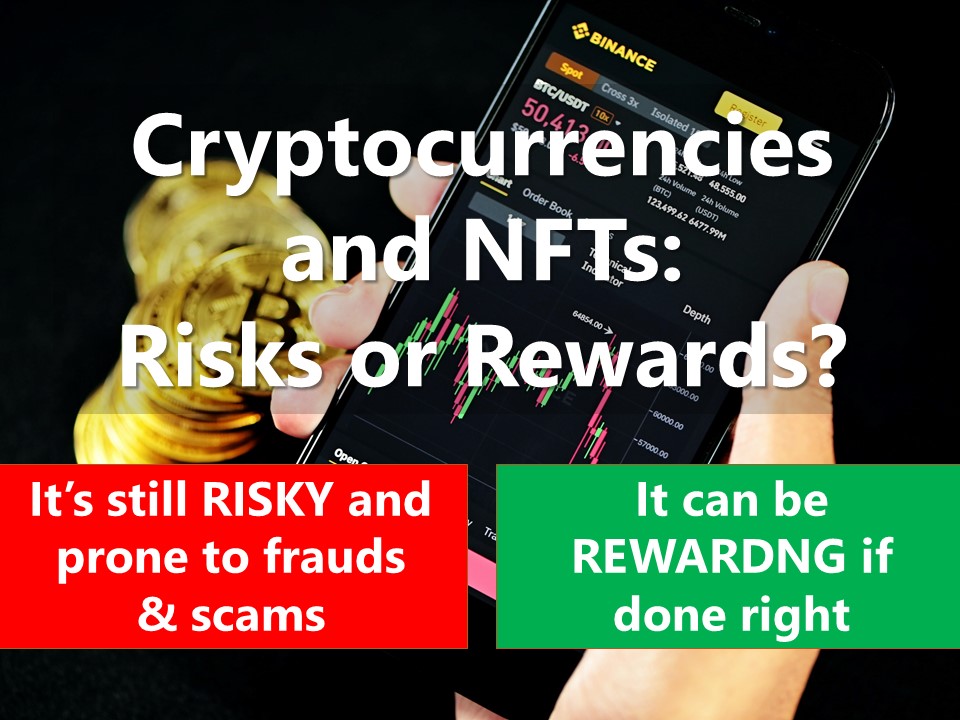 BINANCE
Spot Cross 3x Isolated
Register
BTC/USDT 10x
Cryptocurrencies
and NFTs:
Risks or Rewards?
24h Low
48,555.00
24h Volume 24h Volume
(BTC) (USDT)
123,499.62 6477.99M
Order Book
Depth
64854.00
-60000.00
-57000.00
It’s still RISKY and
prone to frauds
& scams
It can be
REWARDNG if
done right